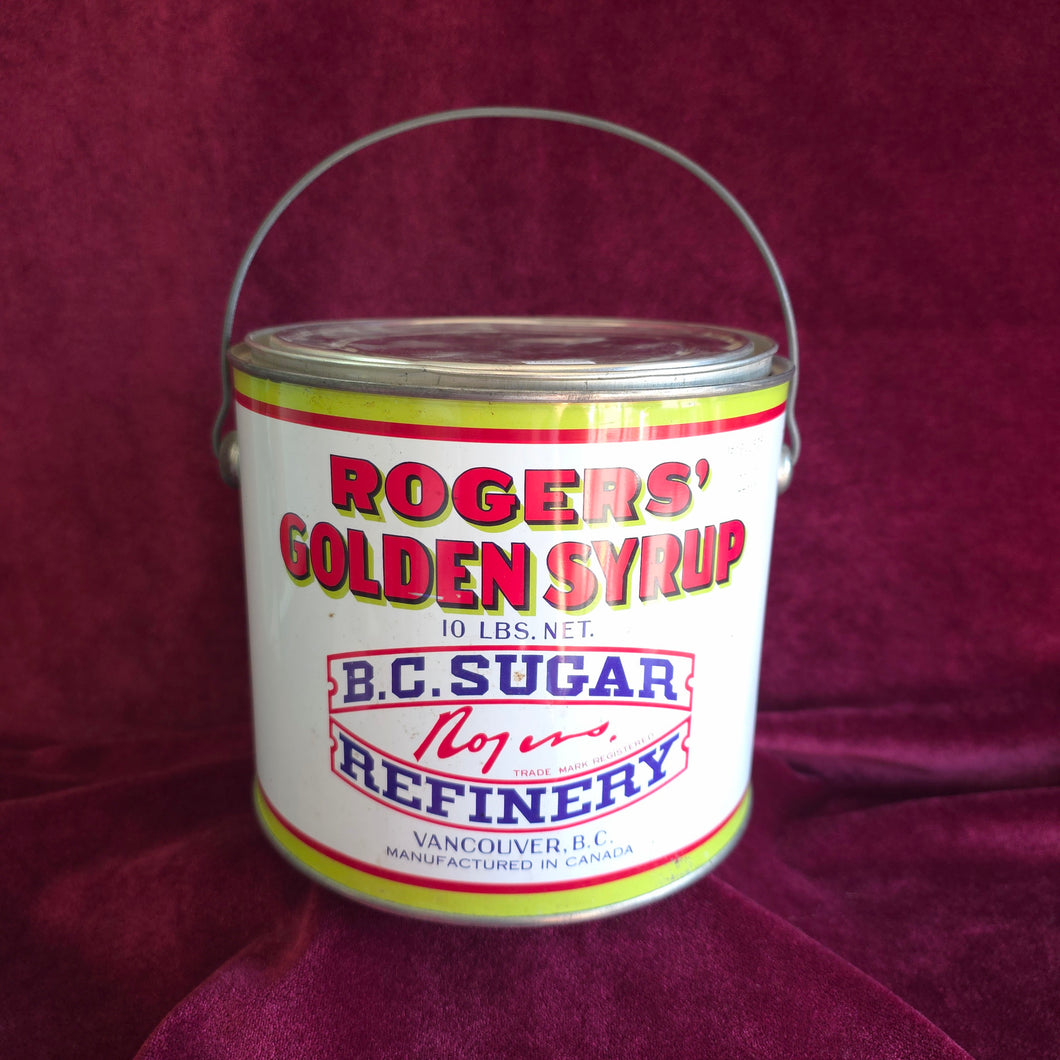 ROGERS'
GOLDEN SYRUP
10 LBS. NET.
B.C. SUGAR
Rogers.
TRADE MARK REGISTERED
REFINERY
VANCOUVER, B.C.
MANUFACTURED IN CANADA